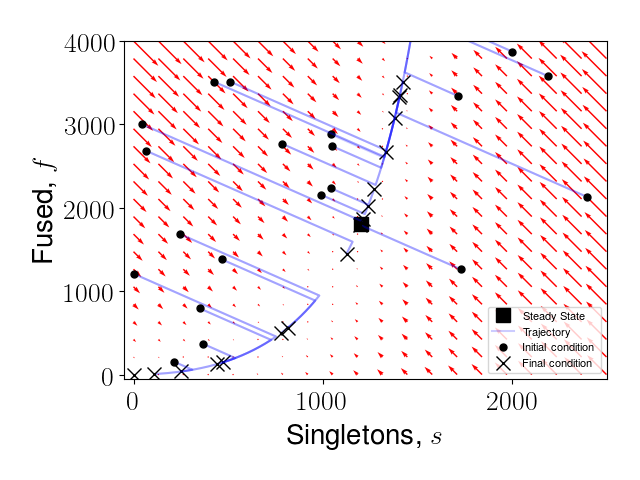 4000
3000
2000
1000
0
Fused, f
0 1000 2000
Singletons, s
Steady State
Trajectory
Initial condition
Final condition